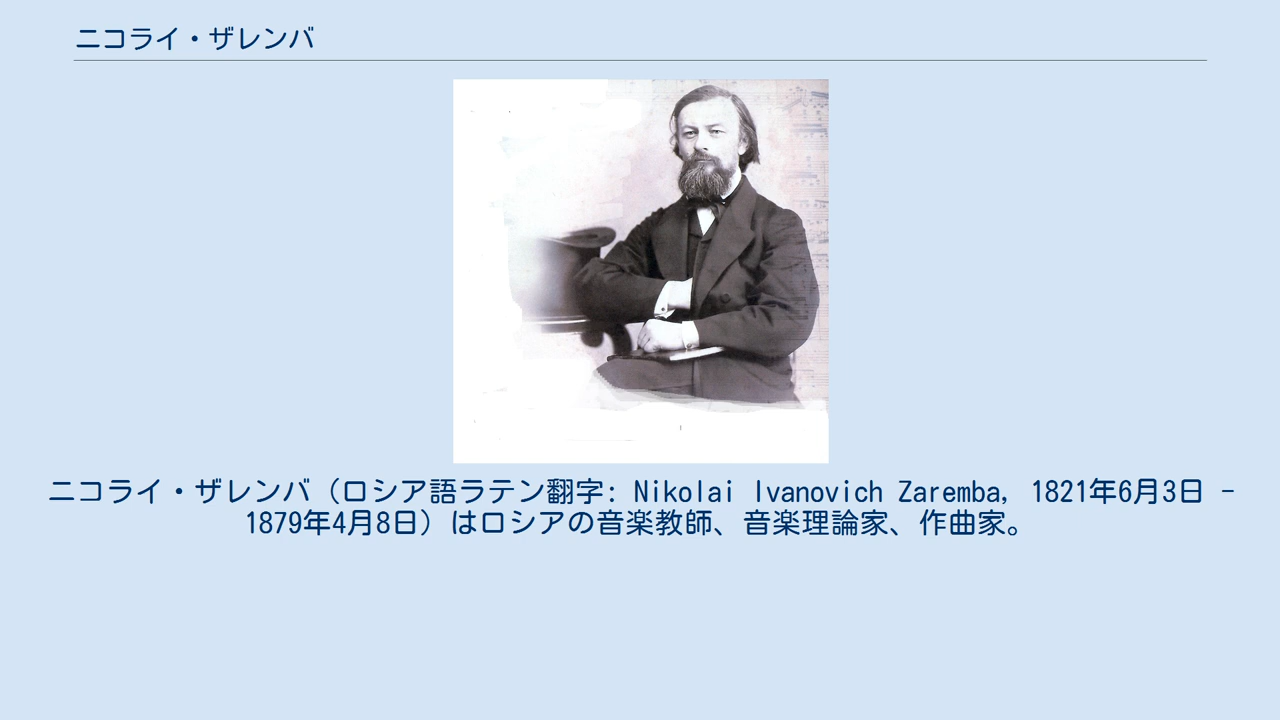 ニコライ・ザレンバ
ニコライ・ザレンバ（ロシア語ラテン翻字: Nikolai Ivanovich Zaremba, 1821年6月3日 -
1879年4月8日）はロシアの音楽教師、音楽理論家、作曲家。